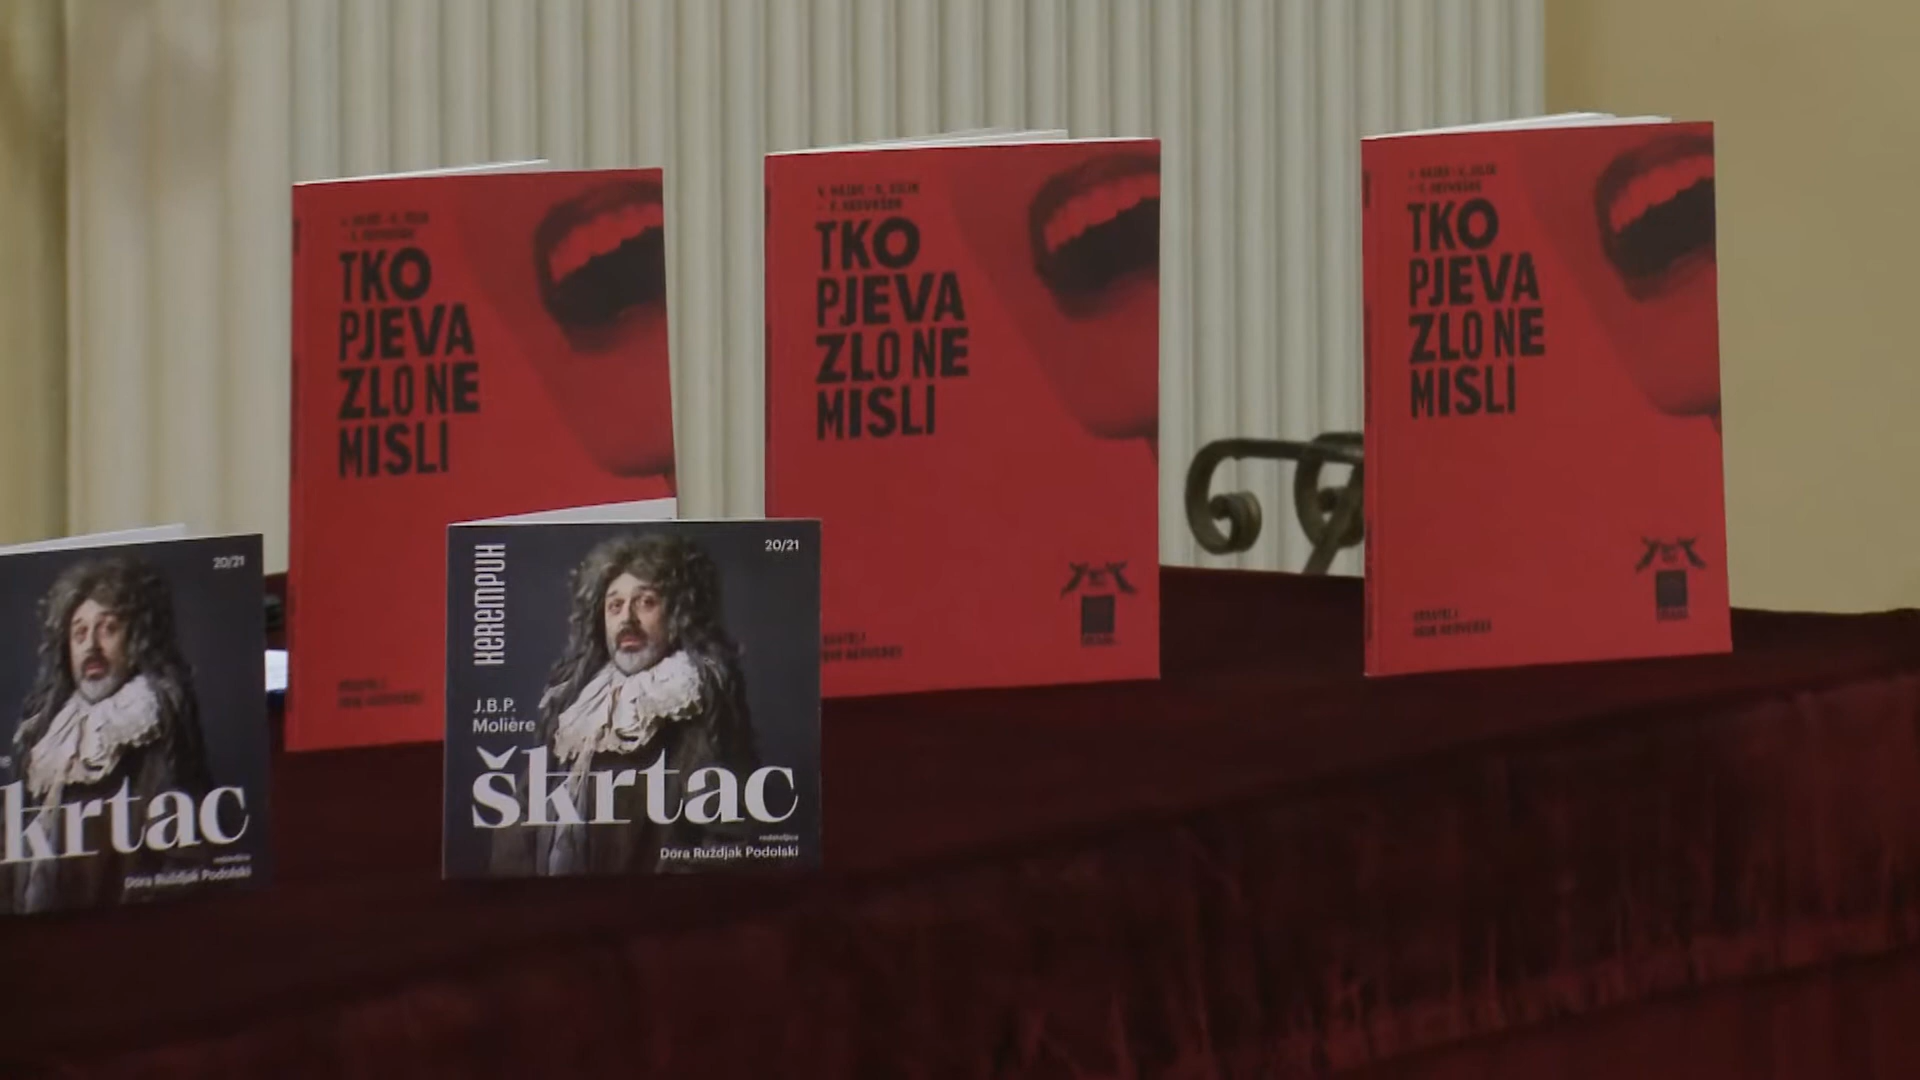 TKO
PJEVA
ZLO NE
MISLI
TKO
PJEVA
ZLO NE
MISLI
TKO
PJEVA
ZLO NE
MISLI
20/21
krtac
Dora Ruždjak Podolski
KEREMPUH
20/21
J.B.P.
Molière
škrtac
redateljica
Dora Ruždjak Podolski